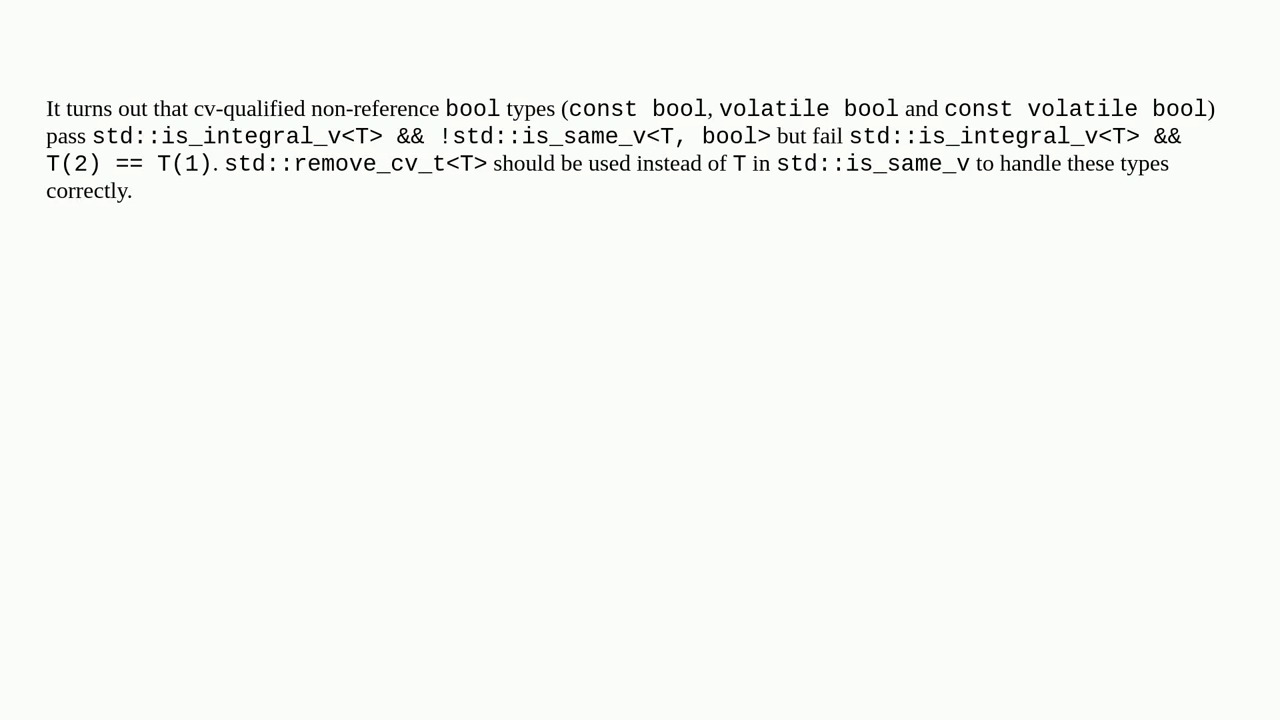 It turns out that cv-qualified non-reference bool types (const bool, volatile bool and const volatile bool)
pass std::is_integral_v<T> && !std::is_same_v<T, bool> but fail std::is_integral_v<T> &&
T(2) == T(1). std::remove_cv_t<T> should be used instead of T in std::is_same_v to handle these types
correctly.